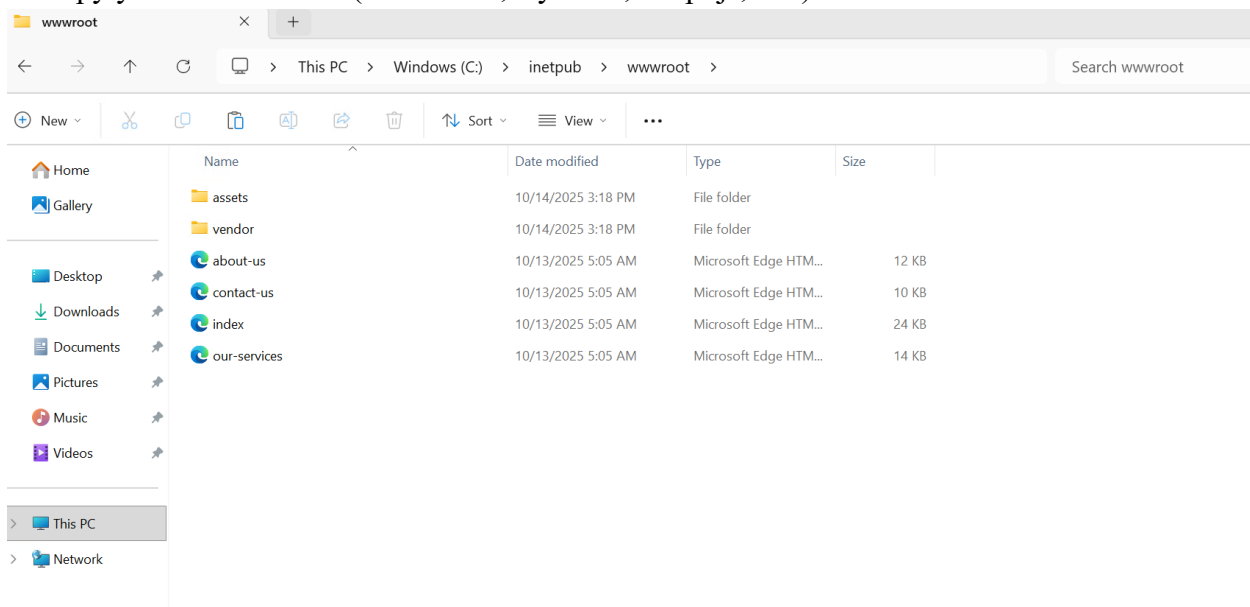 wwwroot
This PC > Windows (C:) > inetpub > wwwroot >
Search wwwroot
New
Sort
View
Home
Gallery
Desktop
Downloads
Documents
Pictures
Music
Videos
This PC
Network
Name Date modified Type Size
assets 10/14/2025 3:18 PM File folder
vendor 10/14/2025 3:18 PM File folder
about-us 10/13/2025 5:05 AM Microsoft Edge HTM... 12 KB
contact-us 10/13/2025 5:05 AM Microsoft Edge HTM... 10 KB
index 10/13/2025 5:05 AM Microsoft Edge HTM... 24 KB
our-services 10/13/2025 5:05 AM Microsoft Edge HTM... 14 KB